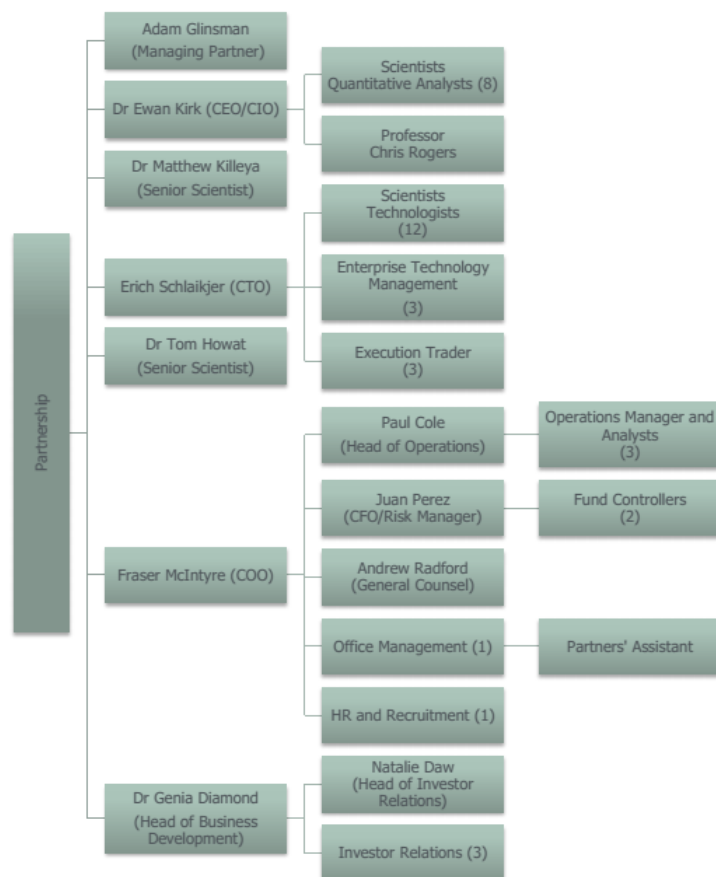 Partnership
Adam Glinsman
(Managing Partner)
Dr Ewan Kirk (CEO/CIO)
Scientists
Quantitative Analysts (8)
Professor
Chris Rogers
Dr Matthew Killeya
(Senior Scientist)
Erich Schlaikjer (CTO)
Scientists
Technologists
(12)
Enterprise Technology
Management
(3)
Execution Trader
(3)
Dr Tom Howat
(Senior Scientist)
Fraser McIntyre (COO)
Paul Cole
(Head of Operations)
Operations Manager and
Analysts
(3)
Juan Perez
(CFO/Risk Manager)
Fund Controllers
(2)
Andrew Radford
(General Counsel)
Office Management (1)
Partners' Assistant
HR and Recruitment (1)
Dr Genia Diamond
(Head of Business
Development)
Natalie Daw
(Head of Investor
Relations)
Investor Relations (3)